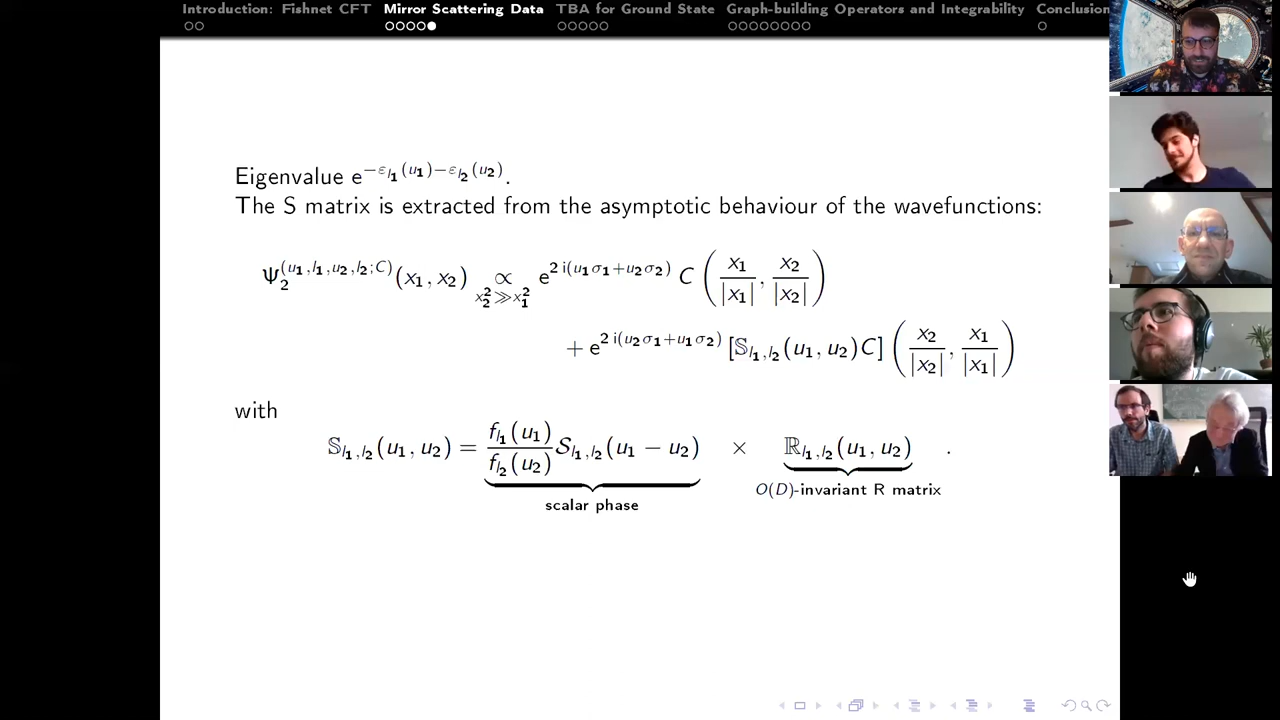 Introduction: Fishnet CFT Mirror Scattering Data TBA for Ground State Graph-building Operators and Integrability Conclusion
Eigenvalue e^{−ε_{l_1}(u_1)−ε_{l_2}(u_2)}.
The S matrix is extracted from the asymptotic behaviour of the wavefunctions:
Ψ_2^{(u_1,l_1,u_2,l_2;C)}(x_1, x_2) ∝_{x_2^2≫x_1^2} e^{2i(u_1σ_1+u_2σ_2)} C (x_1/|x_1|, x_2/|x_2|)
+ e^{2i(u_2σ_1+u_1σ_2)} [𝕊_{l_1,l_2}(u_1, u_2)C] (x_2/|x_2|, x_1/|x_1|)
with
𝕊_{l_1,l_2}(u_1, u_2) = f_{l_1}(u_1)/f_{l_2}(u_2) 𝒮_{l_1,l_2}(u_1 − u_2) × ℝ_{l_1,l_2}(u_1, u_2) .
scalar phase O(D)-invariant R matrix